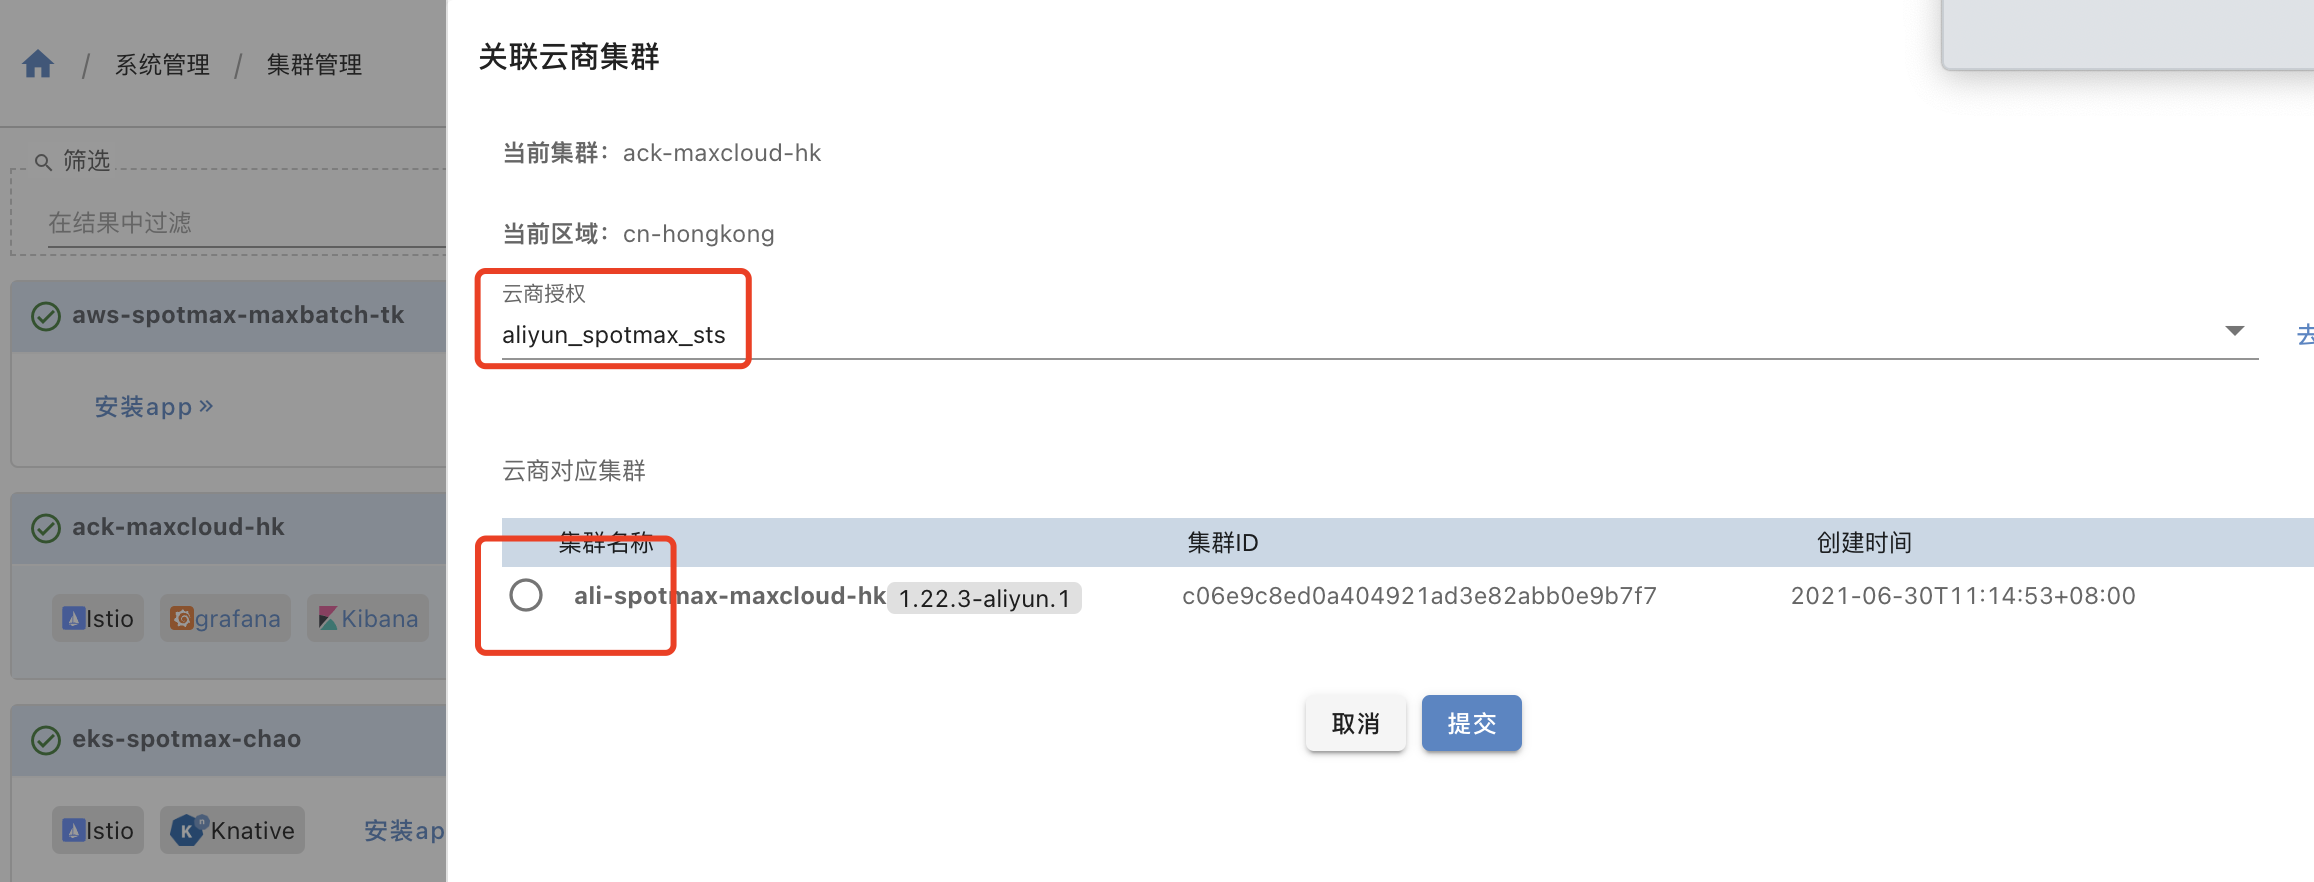 / 系统管理 / 集群管理
筛选
在结果中过滤
aws-spotmax-maxbatch-tk
安装app »
ack-maxcloud-hk
Istio grafana Kibana
eks-spotmax-chao
Istio Knative 安装ap
关联云商集群
当前集群： ack-maxcloud-hk
当前区域： cn-hongkong
云商授权
aliyun_spotmax_sts
去
云商对应集群
集群名称 集群ID 创建时间
ali-spotmax-maxcloud-hk 1.22.3-aliyun.1 c06e9c8ed0a404921ad3e82abb0e9b7f7 2021-06-30T11:14:53+08:00
取消 提交